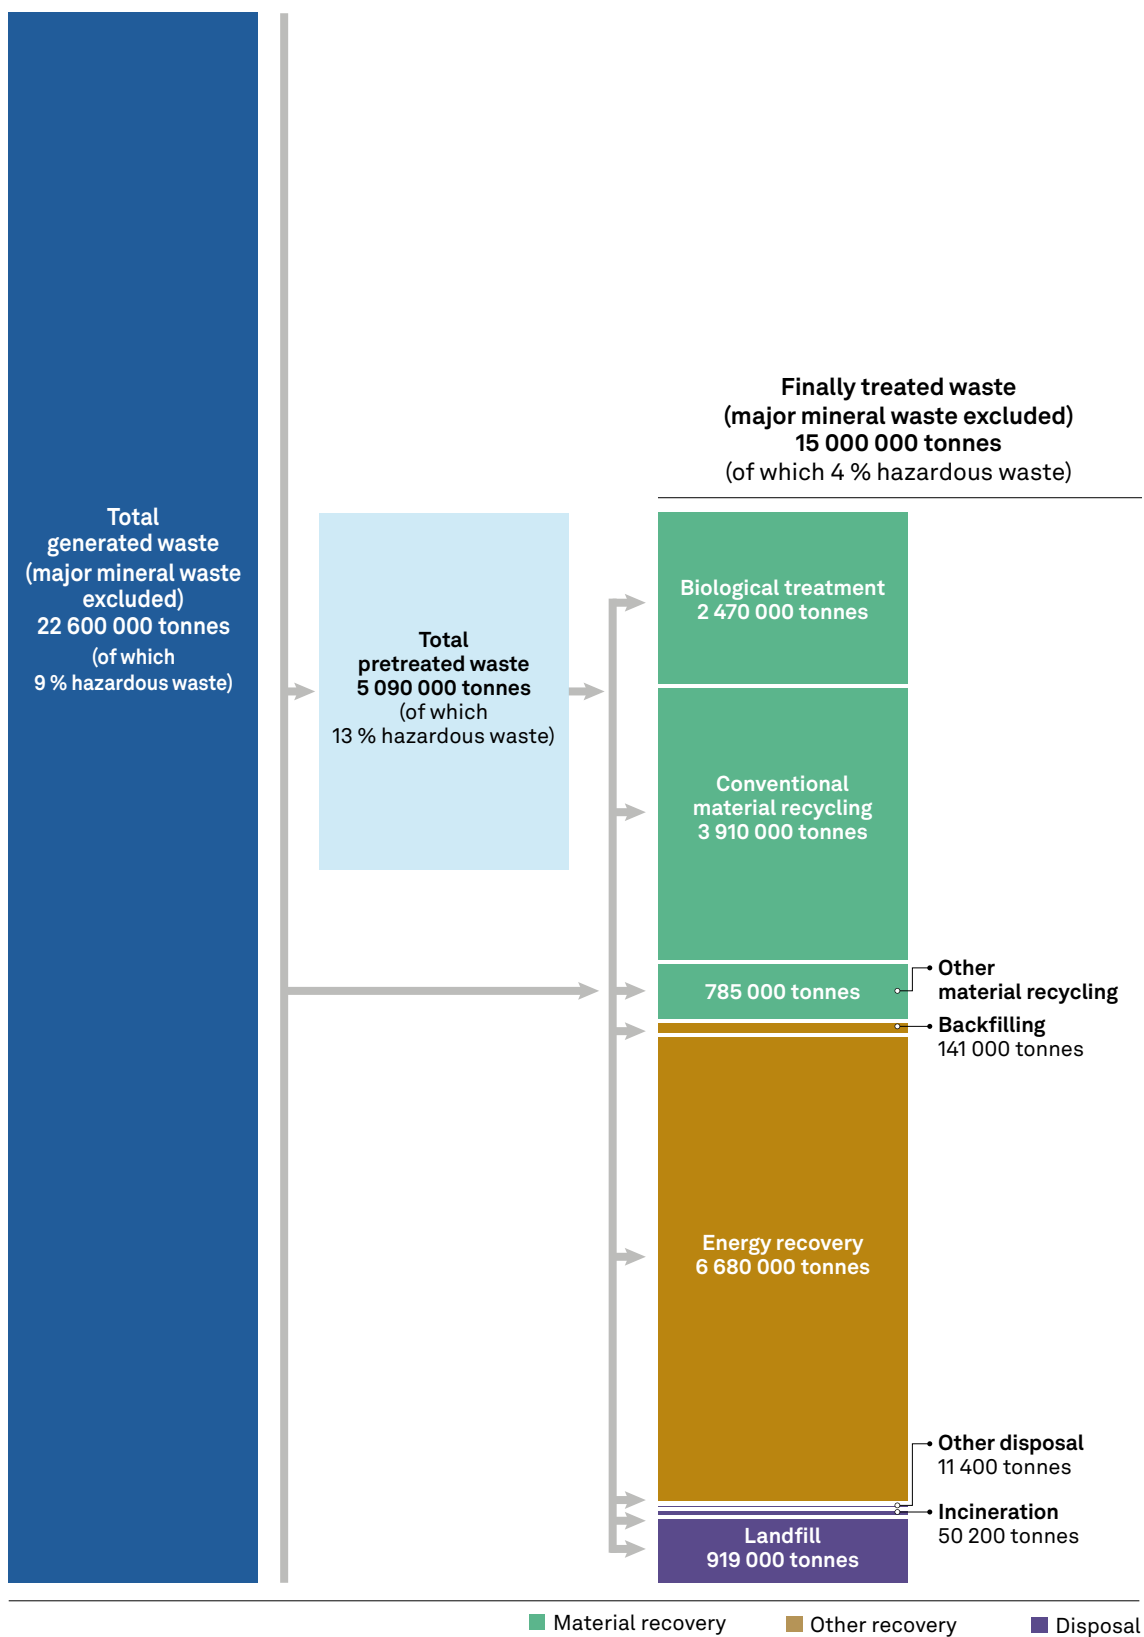 Total
generated waste
(major mineral waste
excluded)
22 600 000 tonnes
(of which
9 % hazardous waste)
Total
pretreated waste
5 090 000 tonnes
(of which
13 % hazardous waste)
Finally treated waste
(major mineral waste excluded)
15 000 000 tonnes
(of which 4 % hazardous waste)
Biological treatment
2 470 000 tonnes
Conventional
material recycling
3 910 000 tonnes
785 000 tonnes
Other
material recycling
Backfilling
141 000 tonnes
Energy recovery
6 680 000 tonnes
Other disposal
11 400 tonnes
Incineration
50 200 tonnes
Landfill
919 000 tonnes
Material recovery
Other recovery
Disposal